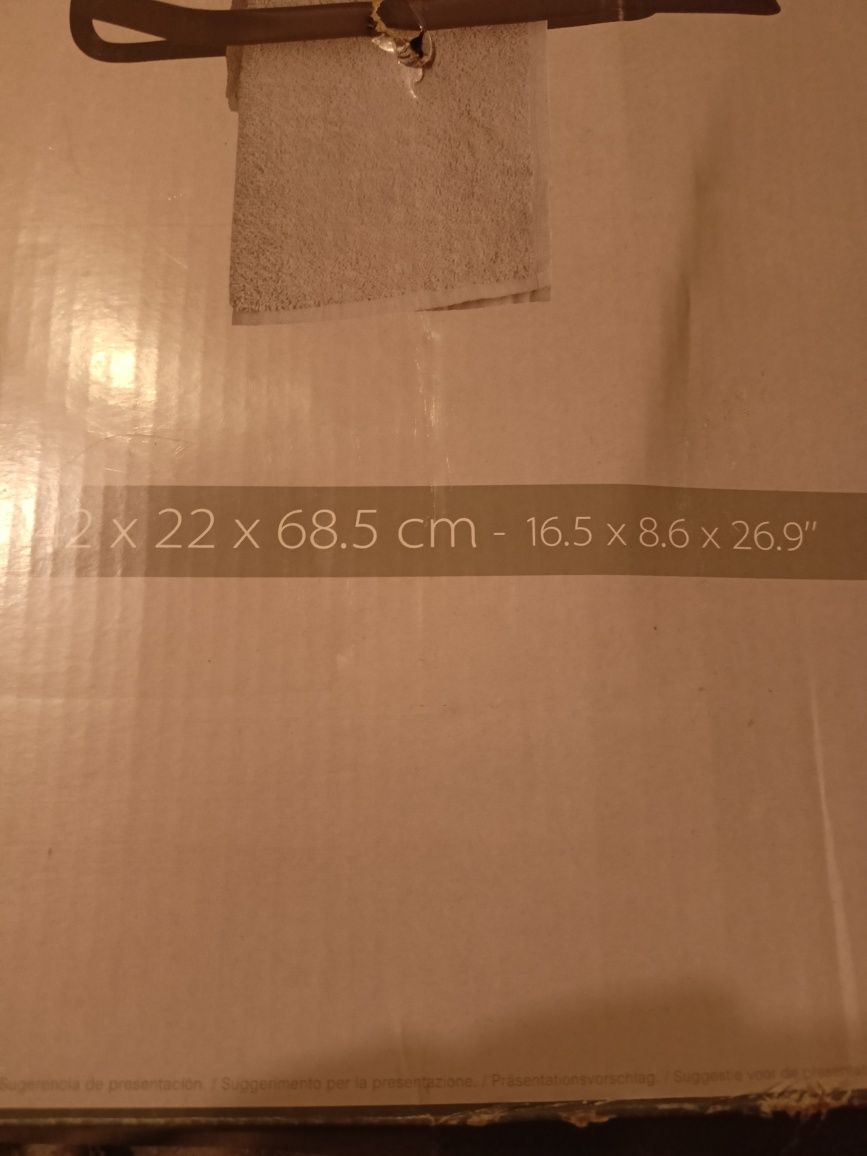 42 x 22 x 68.5 cm - 16.5 x 8.6 x 26.9"
Sugerencia de presentación. / Suggerimento per la presentazione. / Präsentationsvorschlag. / Suggestie voor de